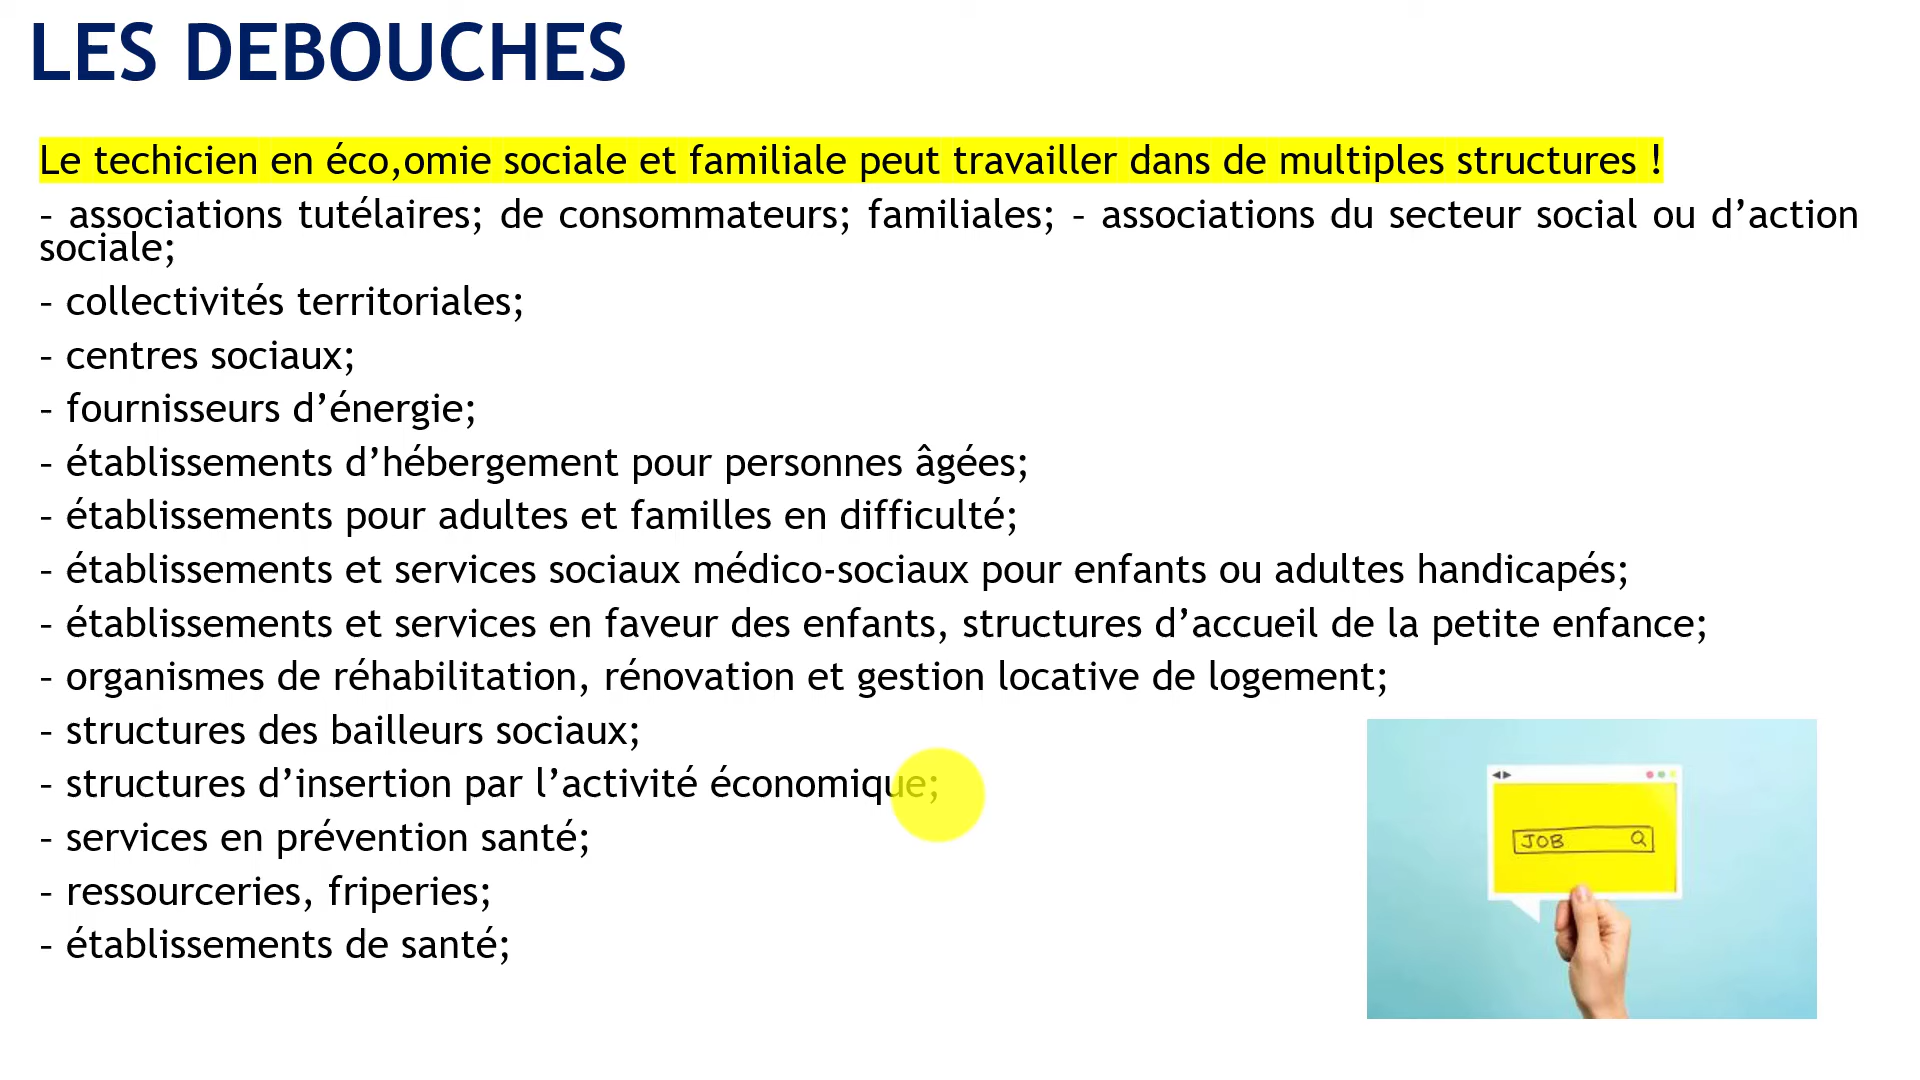 LES DEBOUCHES
Le techicien en éco,omie sociale et familiale peut travailler dans de multiples structures !
– associations tutélaires; de consommateurs; familiales; – associations du secteur social ou d’action
sociale;
– collectivités territoriales;
– centres sociaux;
– fournisseurs d’énergie;
– établissements d’hébergement pour personnes âgées;
– établissements pour adultes et familles en difficulté;
– établissements et services sociaux médico-sociaux pour enfants ou adultes handicapés;
– établissements et services en faveur des enfants, structures d’accueil de la petite enfance;
– organismes de réhabilitation, rénovation et gestion locative de logement;
– structures des bailleurs sociaux;
– structures d’insertion par l’activité économique;
– services en prévention santé;
– ressourceries, friperies;
– établissements de santé;
JOB